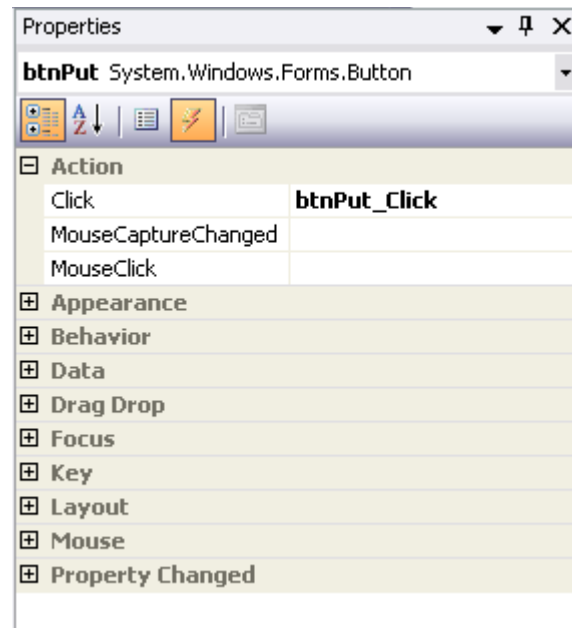 Properties
btnPut System.Windows.Forms.Button
A
Z
Action
Click btnPut_Click
MouseCaptureChanged
MouseClick
Appearance
Behavior
Data
Drag Drop
Focus
Key
Layout
Mouse
Property Changed